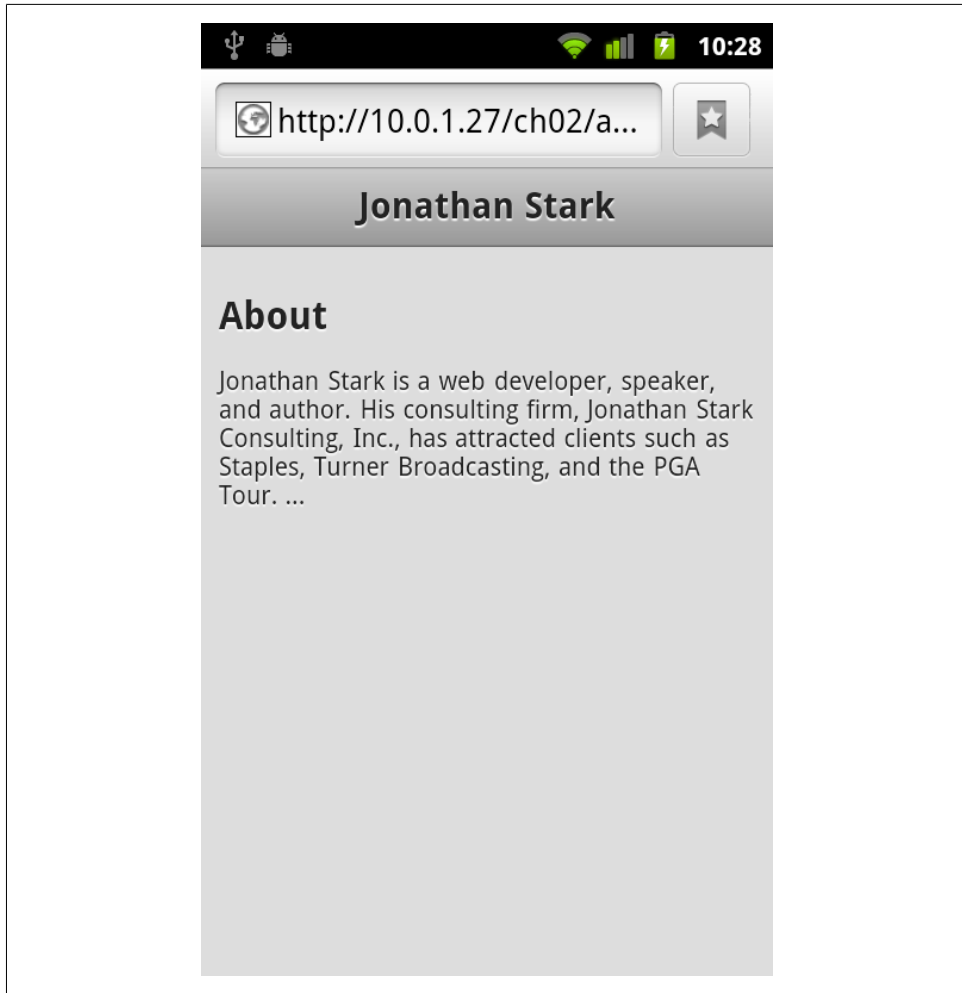 10:28
http://10.0.1.27/ch02/a...
Jonathan Stark
About
Jonathan Stark is a web developer, speaker,
and author. His consulting firm, Jonathan Stark
Consulting, Inc., has attracted clients such as
Staples, Turner Broadcasting, and the PGA
Tour. ...